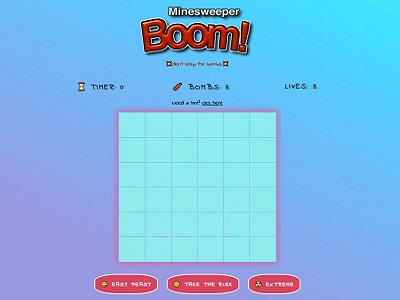 Minesweeper
Boom!
don't step the bombs
TIMER: 0
BOMBS: 3
LIVES: 3
Need a hint? click here
EASY PEASY
TAKE THE RISK
EXTREME